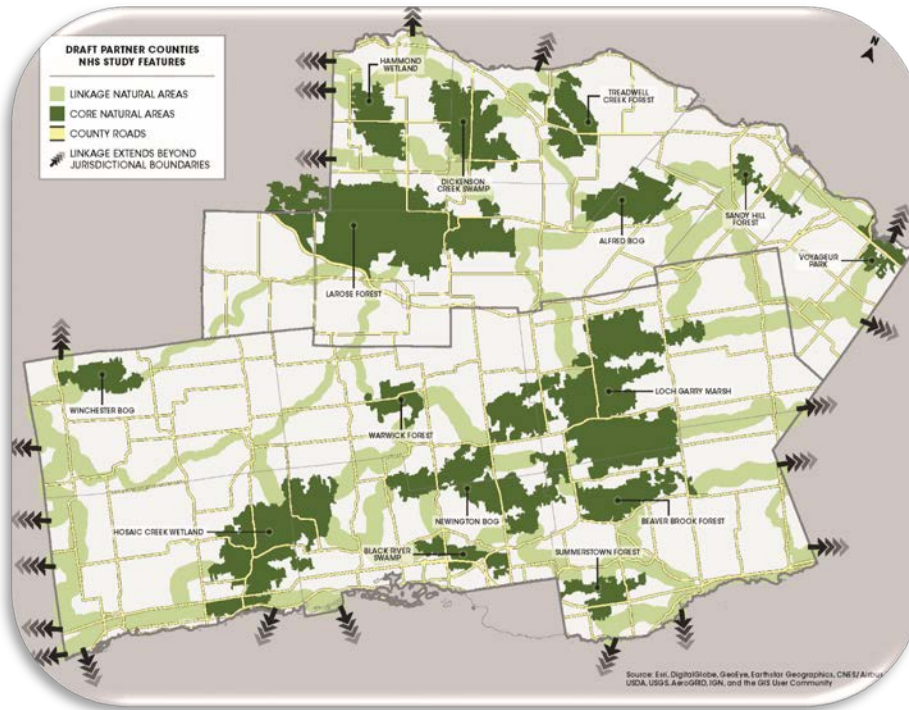 DRAFT PARTNER COUNTIES
NHS STUDY FEATURES
LINKAGE NATURAL AREAS
CORE NATURAL AREAS
COUNTY ROADS
LINKAGE EXTENDS BEYOND
JURISDICTIONAL BOUNDARIES
N
HAMMOND
WETLAND
TREADWELL
CREEK FOREST
DICKENSON
CREEK SWAMP
SANDY HILL
FOREST
ALFRED BOG
VOYAGEUR
PARK
LAROSE FOREST
WINCHESTER BOG
WARWICK FOREST
LOCH GARRY MARSH
HOSAIC CREEK WETLAND
NEWINGTON BOG
BEAVER BROOK FOREST
BLACK RIVER
SWAMP
SUMMERSTOWN FOREST
Source: Esri, DigitalGlobe, GeoEye, Earthstar Geographics, CNES/Airbus
USDA, USGS, AeroGRID, IGN, and the GIS User Community